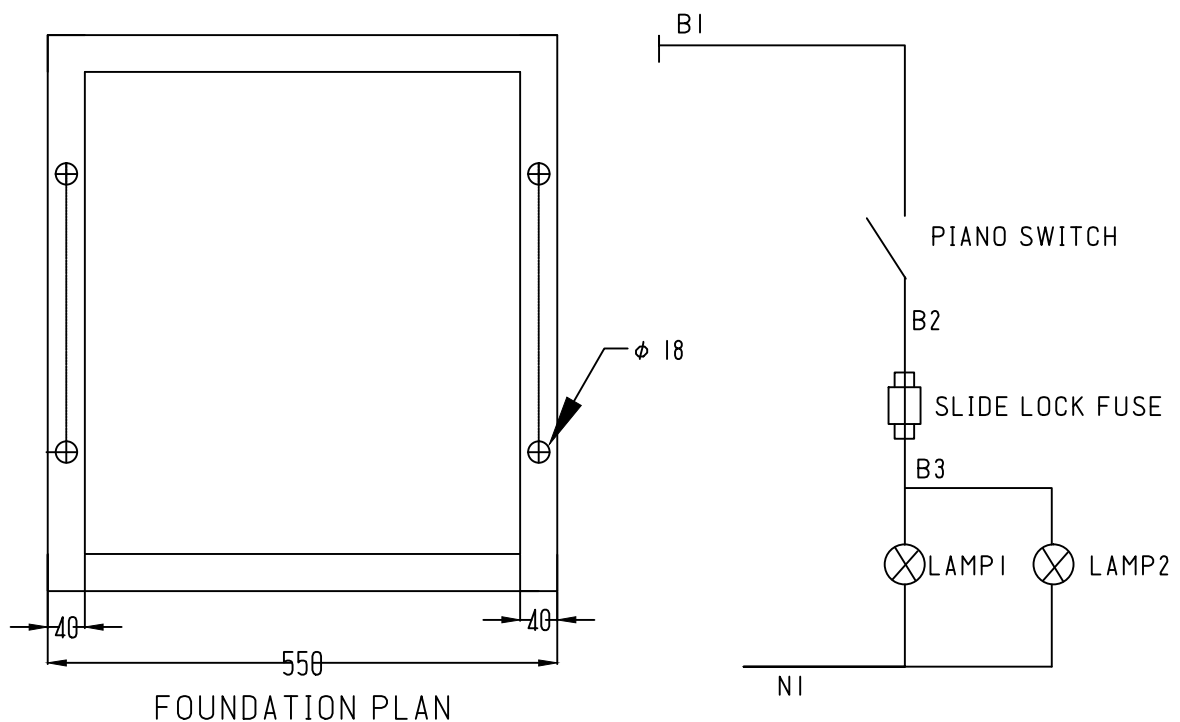 B1
PIANO SWITCH
B2
ϕ 18
SLIDE LOCK FUSE
B3
LAMP1
LAMP2
40
40
550
N1
FOUNDATION PLAN